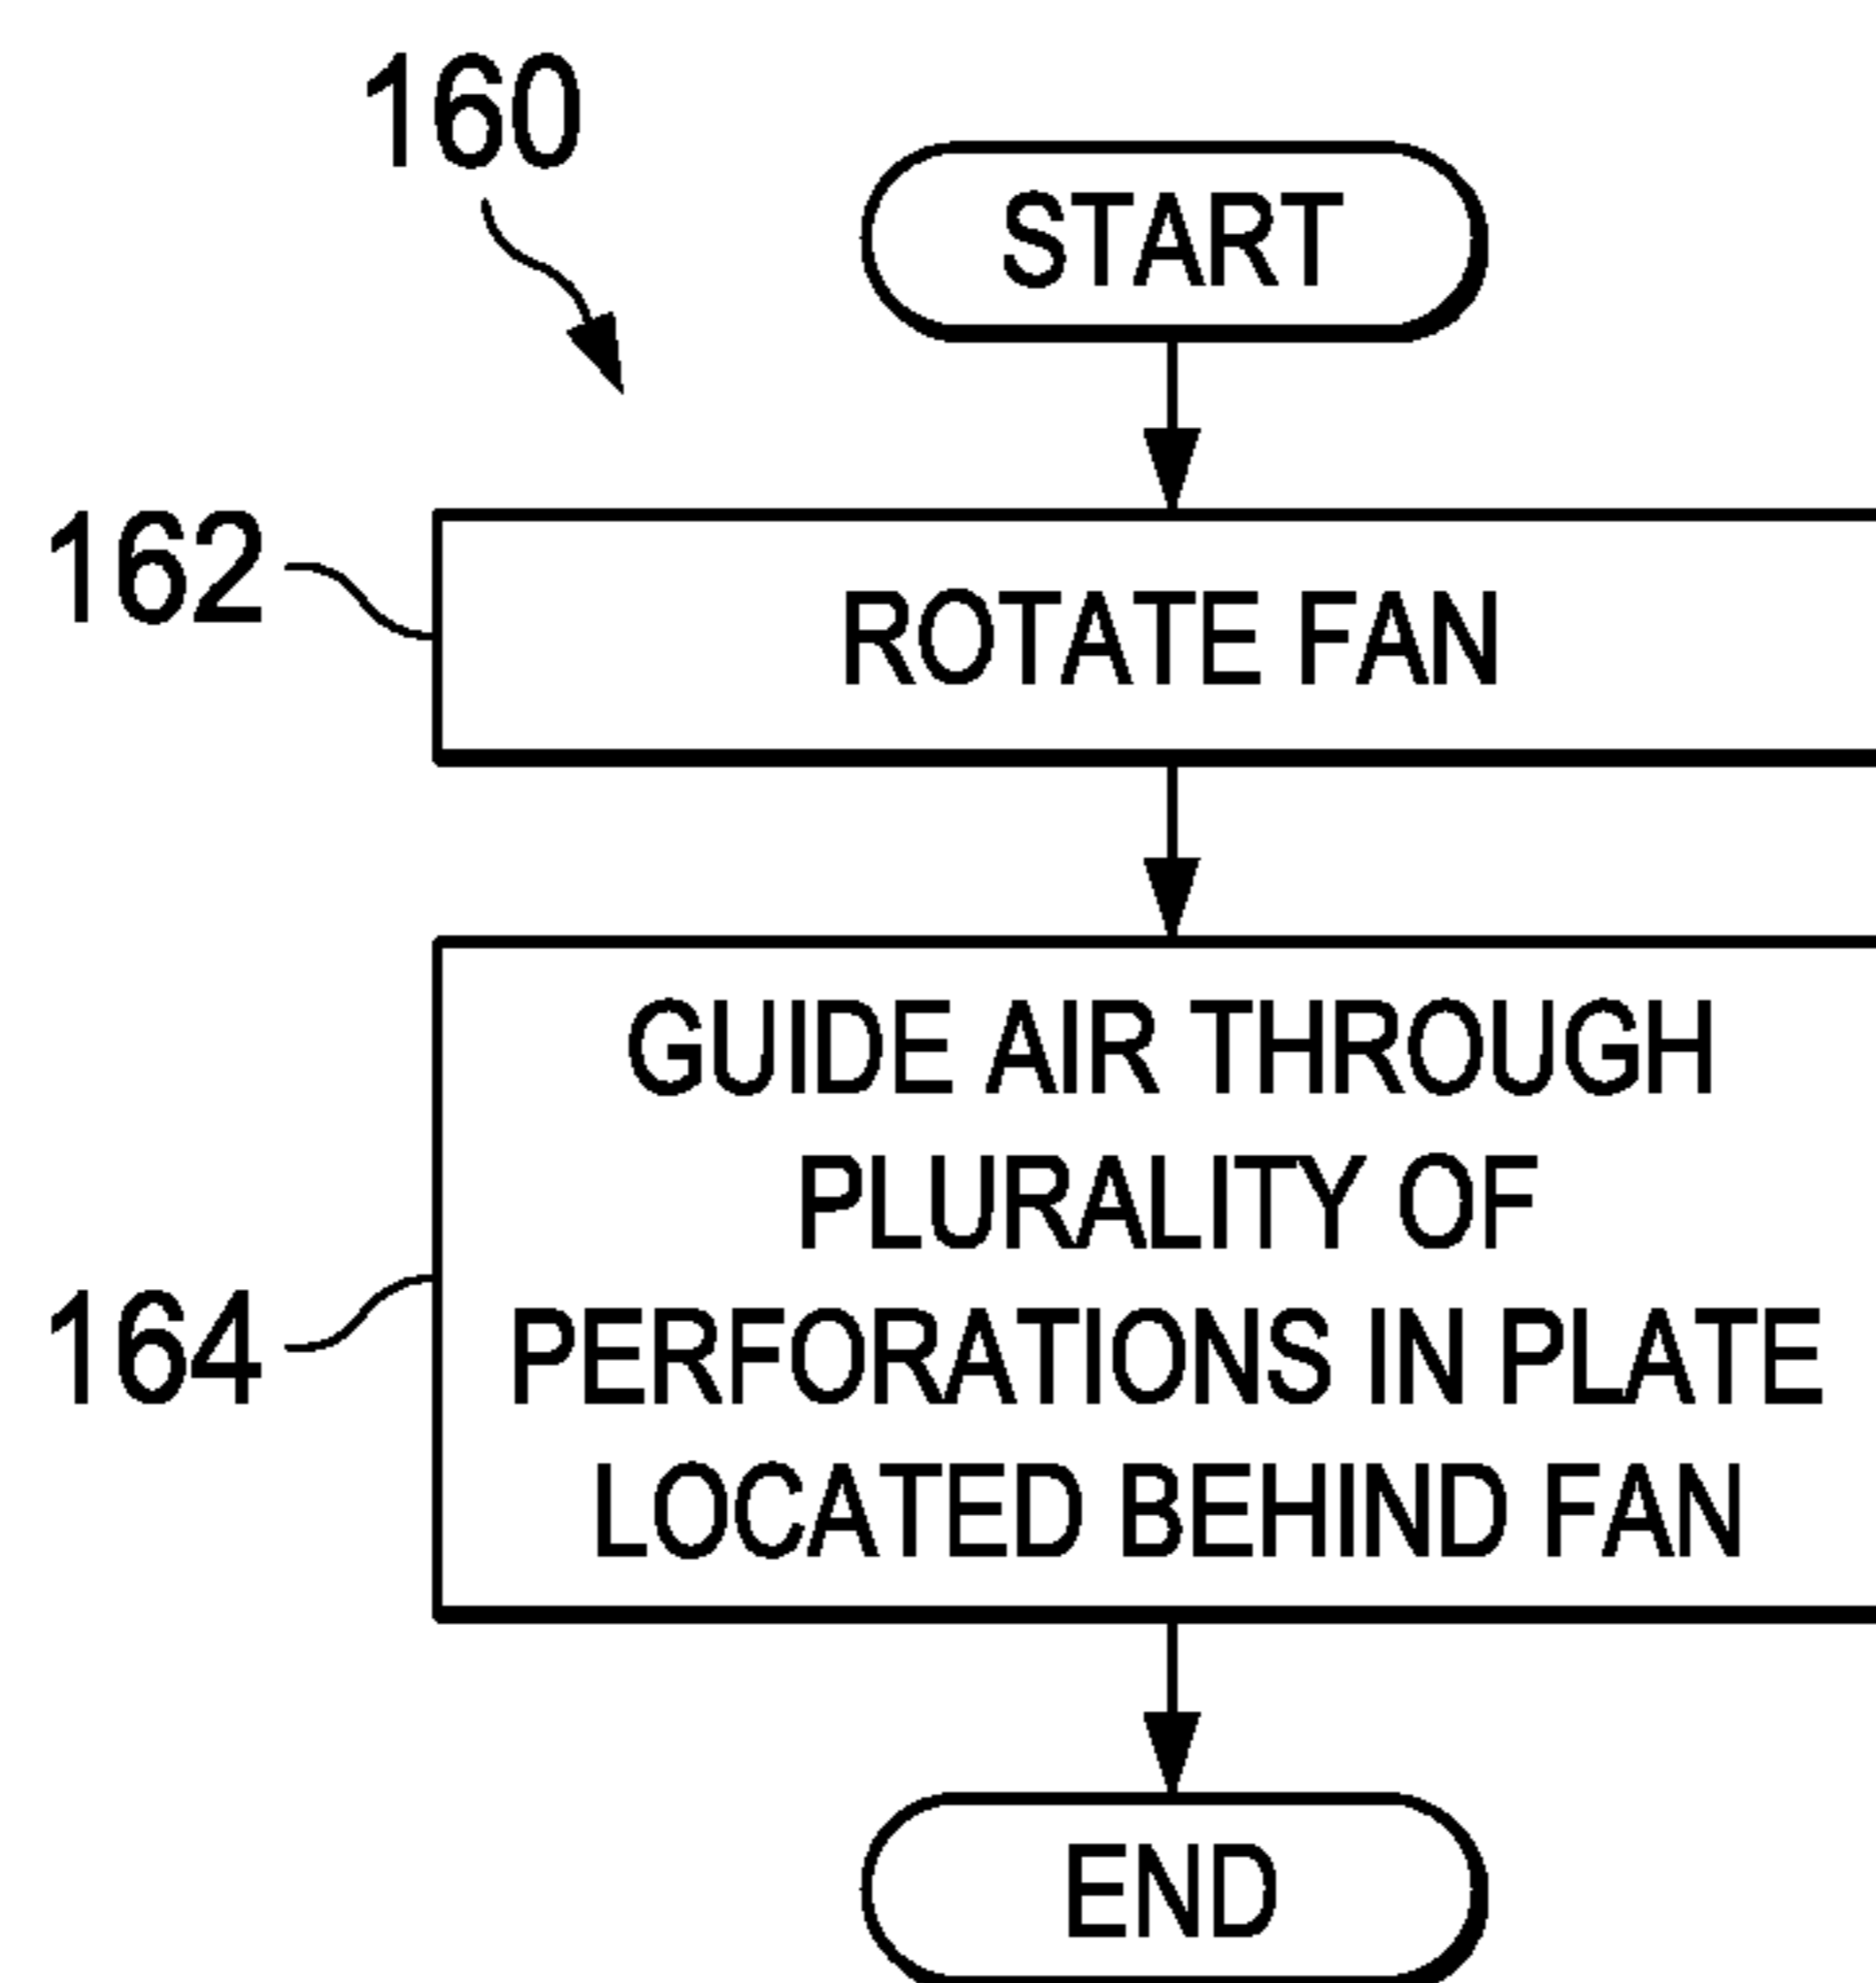 160
START
162
ROTATE FAN
GUIDE AIR THROUGH
PLURALITY OF
164
PERFORATIONS IN PLATE
LOCATED BEHIND FAN
END